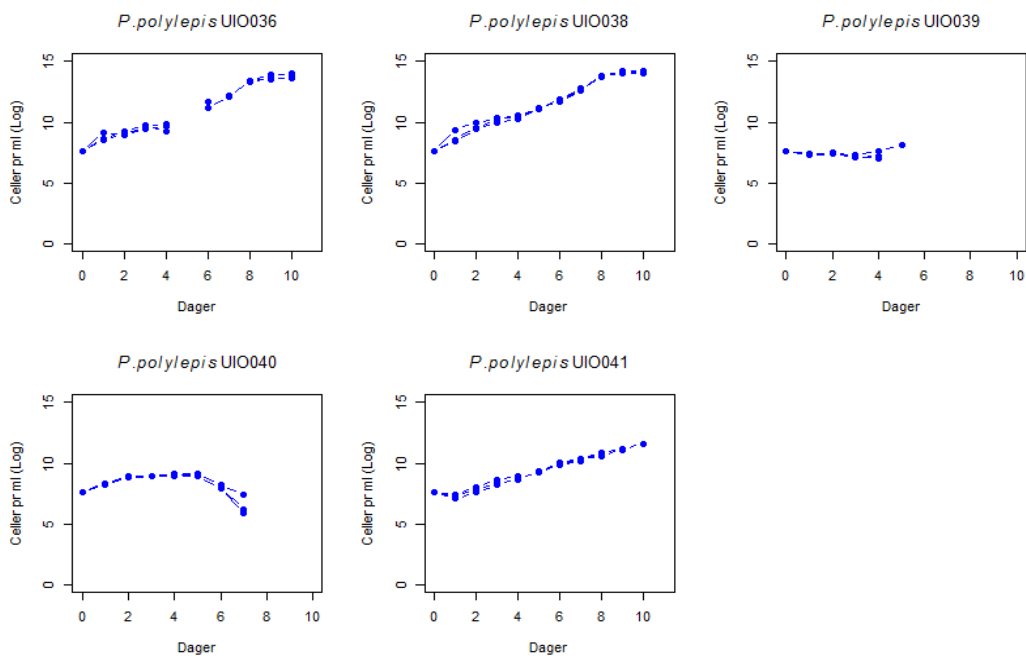 P.polylepis UIO036
15
10
5
0
Celler pr ml (Log)
0 2 4 6 8 10
Dager
P.polylepis UIO038
15
10
5
0
Celler pr ml (Log)
0 2 4 6 8 10
Dager
P.polylepis UIO039
15
10
5
0
Celler pr ml (Log)
0 2 4 6 8 10
Dager
P.polylepis UIO040
15
10
5
0
Celler pr ml (Log)
0 2 4 6 8 10
Dager
P.polylepis UIO041
15
10
5
0
Celler pr ml (Log)
0 2 4 6 8 10
Dager